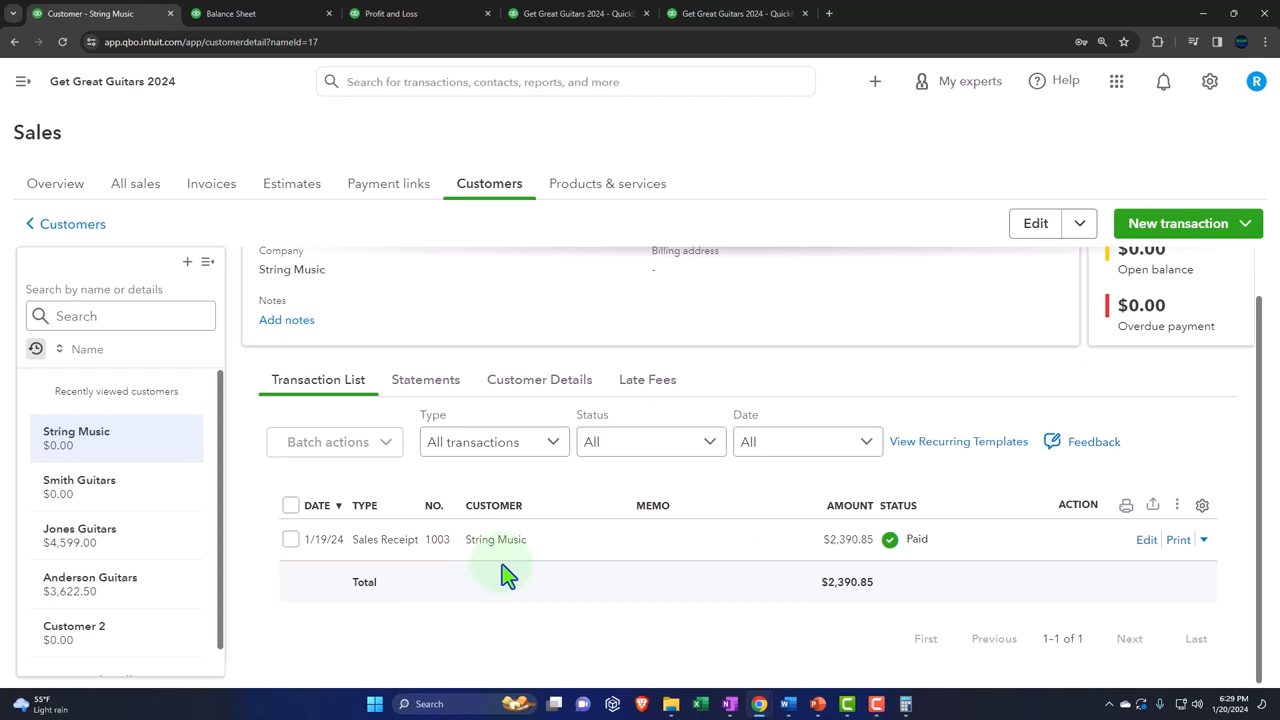 Customer - String Music
Balance Sheet
Profit and Loss
Get Great Guitars 2024 - Quick
Get Great Guitars 2024 - Quick
app.qbo.intuit.com/app/customerdetail?nameId=17
Get Great Guitars 2024
Search for transactions, contacts, reports, and more
My experts
Help
R
Sales
Overview
All sales
Invoices
Estimates
Payment links
Customers
Products & services
Customers
Edit
New transaction
Search by name or details
Search
Name
Recently viewed customers
String Music
$0.00
Smith Guitars
$0.00
Jones Guitars
$4,599.00
Anderson Guitars
$3,622.50
Customer 2
$0.00
Company
String Music
Billing address
-
Notes
Add notes
$0.00
Open balance
$0.00
Overdue payment
Transaction List
Statements
Customer Details
Late Fees
Type
Status
Date
Batch actions
All transactions
All
All
View Recurring Templates
Feedback
DATE TYPE NO. CUSTOMER MEMO AMOUNT STATUS ACTION
1/19/24 Sales Receipt 1003 String Music $2,390.85 Paid Edit Print
Total $2,390.85
First Previous 1-1 of 1 Next Last
55°F
Light rain
Search
6:29 PM
1/20/2024